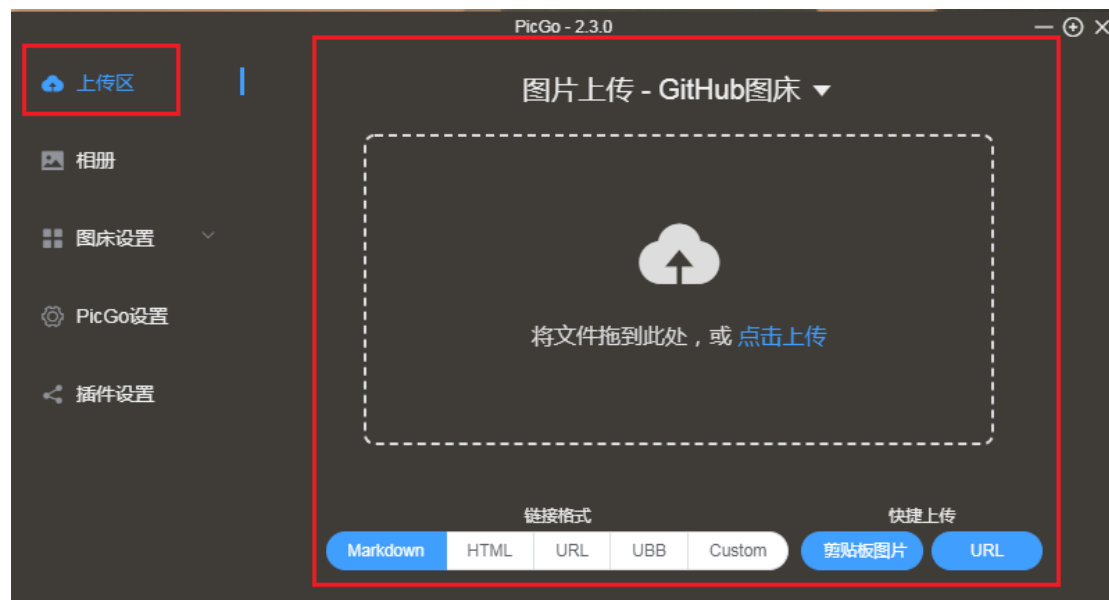 PicGo - 2.3.0
上传区
相册
图床设置
PicGo设置
插件设置
图片上传 - GitHub图床
将文件拖到此处，或 点击上传
链接格式
快捷上传
Markdown HTML URL UBB Custom
剪贴板图片 URL